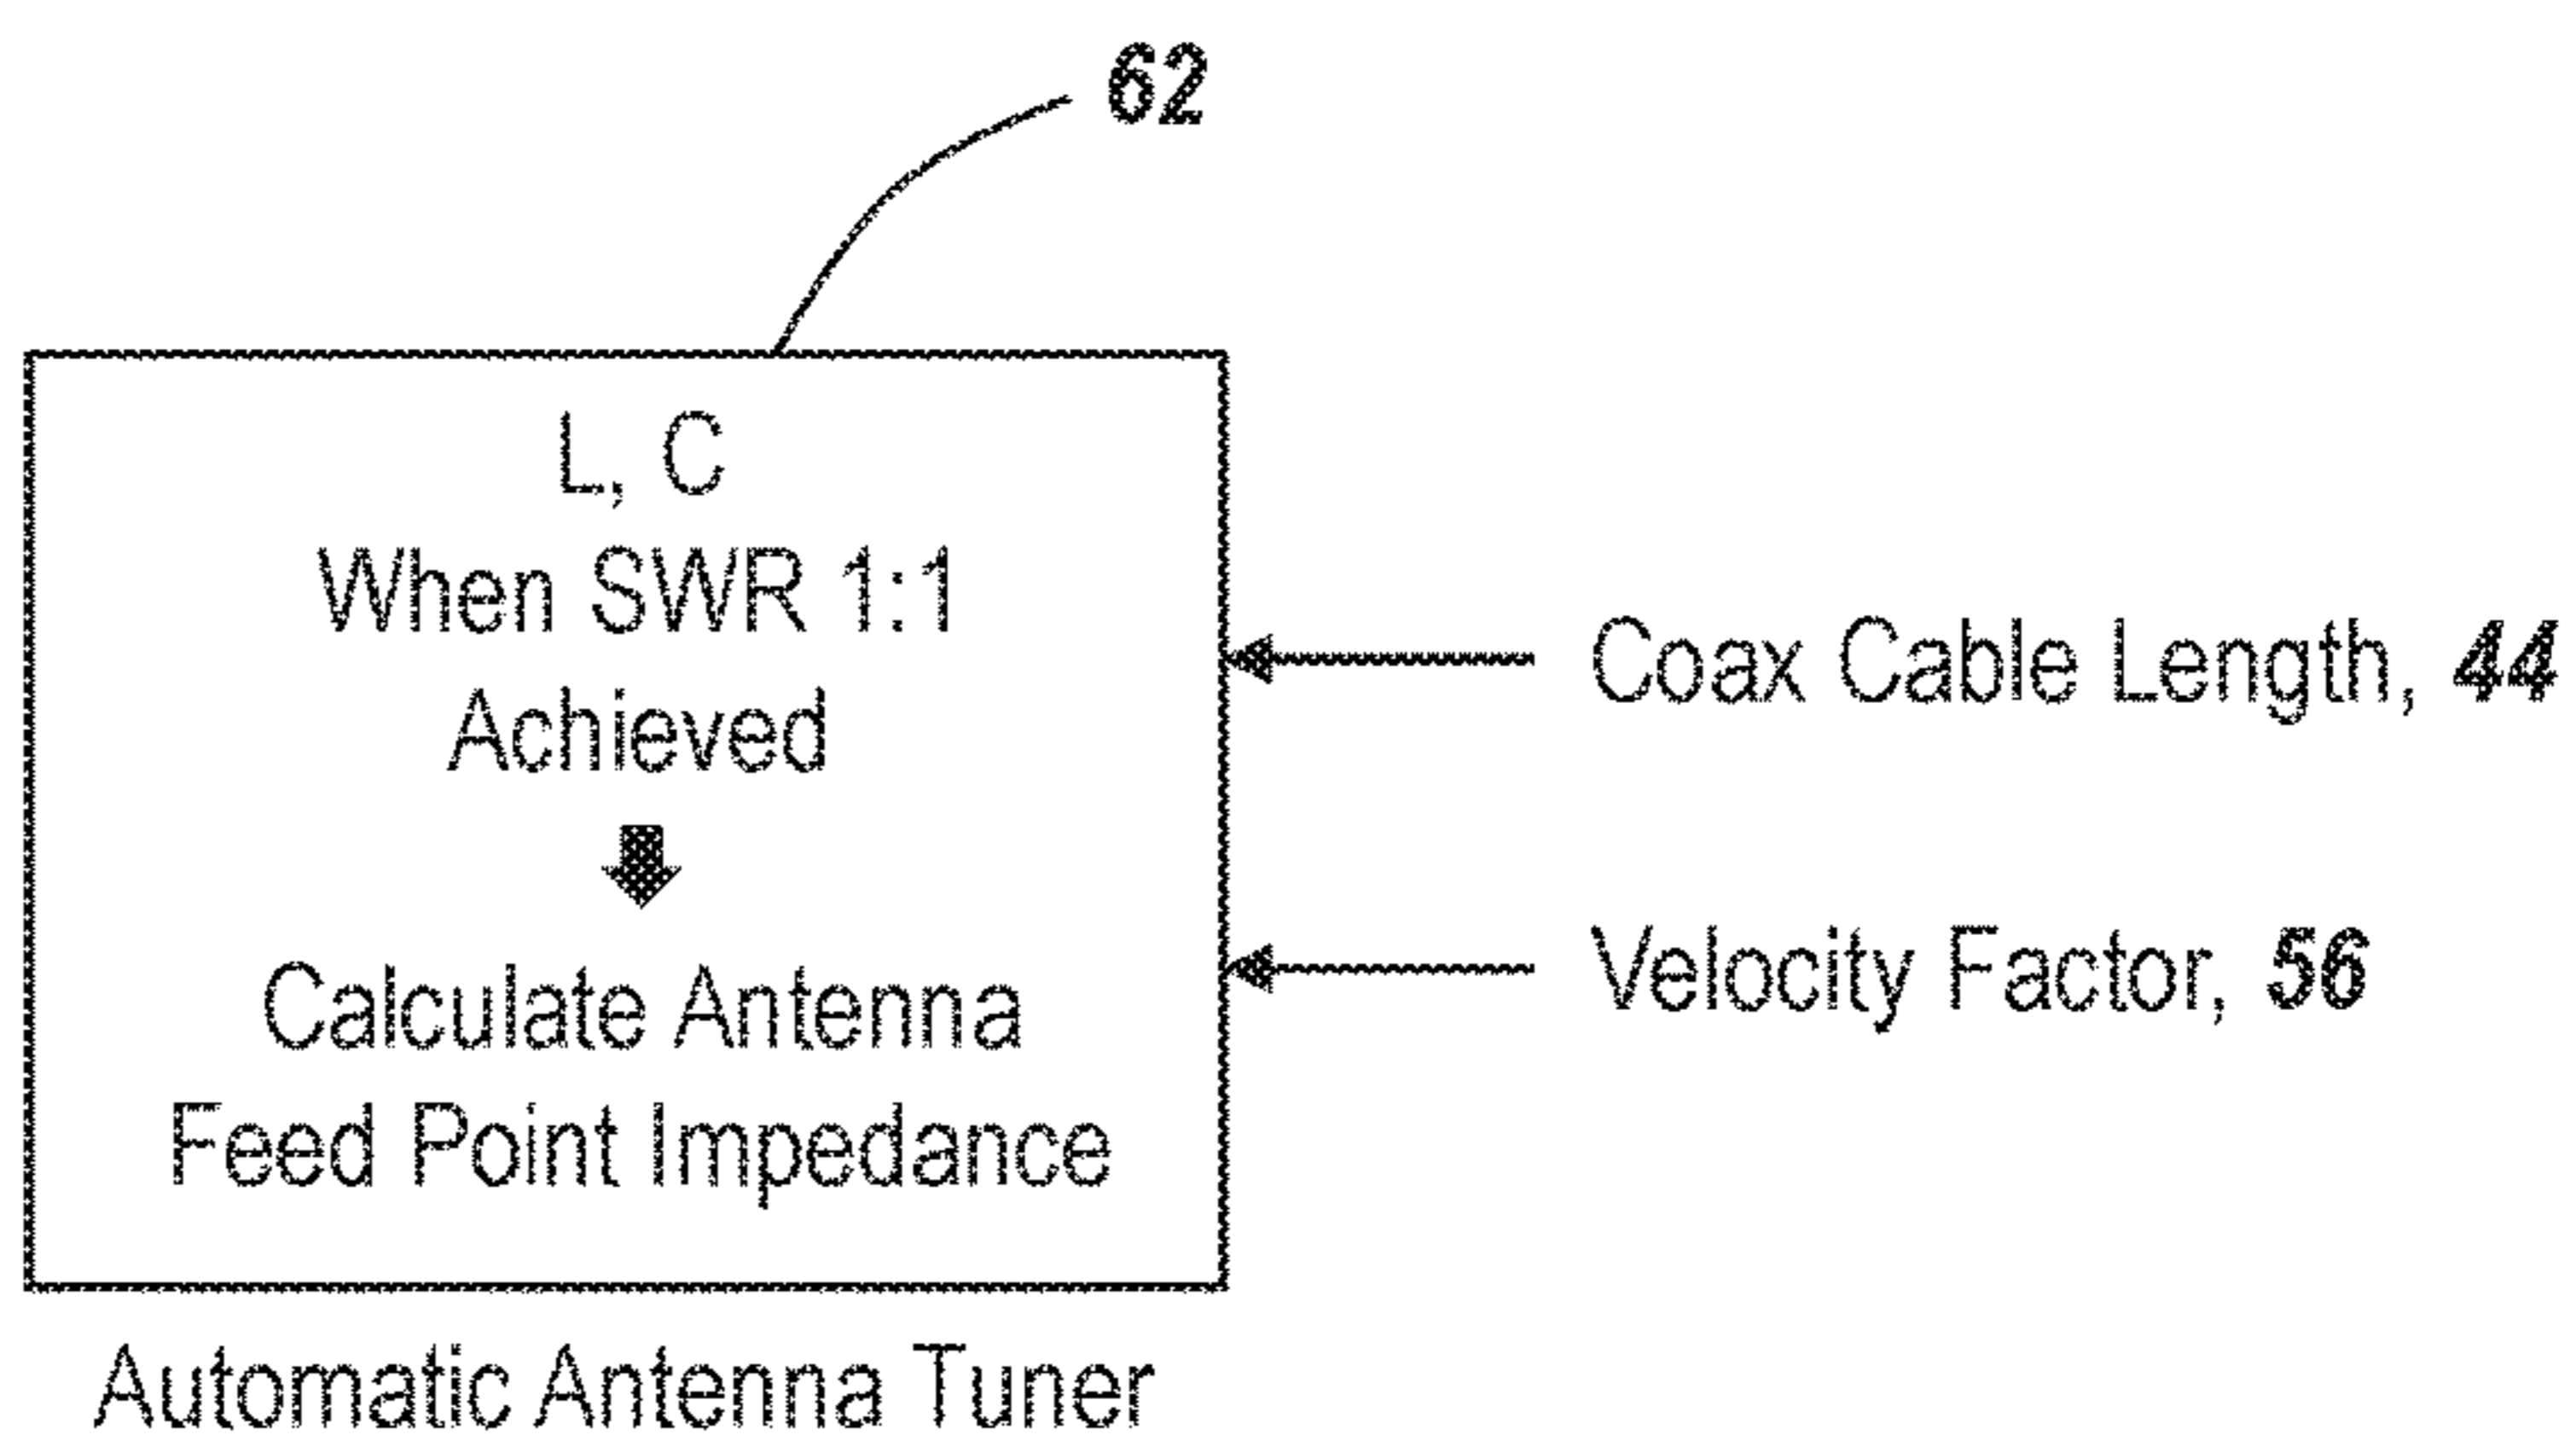 62
L, C
When SWR 1:1
Achieved
Coax Cable Length, 44
Velocity Factor, 56
Calculate Antenna
Feed Point Impedance
Automatic Antenna Tuner